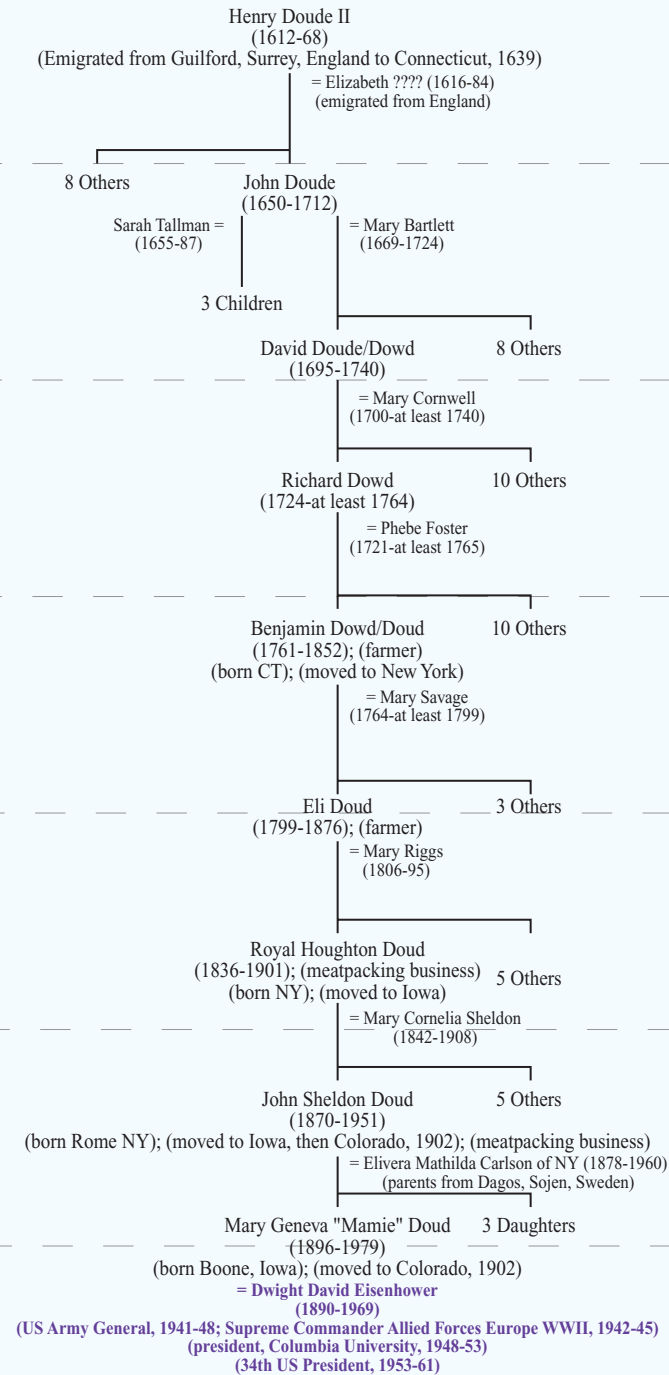 Henry Doude II
(1612-68)
(Emigrated from Guilford, Surrey, England to Connecticut, 1639)
= Elizabeth ???? (1616-84)
(emigrated from England)
8 Others
John Doude
(1650-1712)
Sarah Tallman =
(1655-87)
= Mary Bartlett
(1669-1724)
3 Children
David Doude/Dowd
(1695-1740)
8 Others
= Mary Cornwell
(1700-at least 1740)
Richard Dowd
(1724-at least 1764)
10 Others
= Phebe Foster
(1721-at least 1765)
Benjamin Dowd/Doud
(1761-1852); (farmer)
(born CT); (moved to New York)
10 Others
= Mary Savage
(1764-at least 1799)
Eli Doud
(1799-1876); (farmer)
3 Others
= Mary Riggs
(1806-95)
Royal Houghton Doud
(1836-1901); (meatpacking business)
(born NY); (moved to Iowa)
5 Others
= Mary Cornelia Sheldon
(1842-1908)
John Sheldon Doud
(1870-1951)
5 Others
(born Rome NY); (moved to Iowa, then Colorado, 1902); (meatpacking business)
= Elivera Mathilda Carlson of NY (1878-1960)
(parents from Dagos, Sojen, Sweden)
Mary Geneva "Mamie" Doud
(1896-1979)
3 Daughters
(born Boone, Iowa); (moved to Colorado, 1902)
= Dwight David Eisenhower
(1890-1969)
(US Army General, 1941-48; Supreme Commander Allied Forces Europe WWII, 1942-45)
(president, Columbia University, 1948-53)
(34th US President, 1953-61)